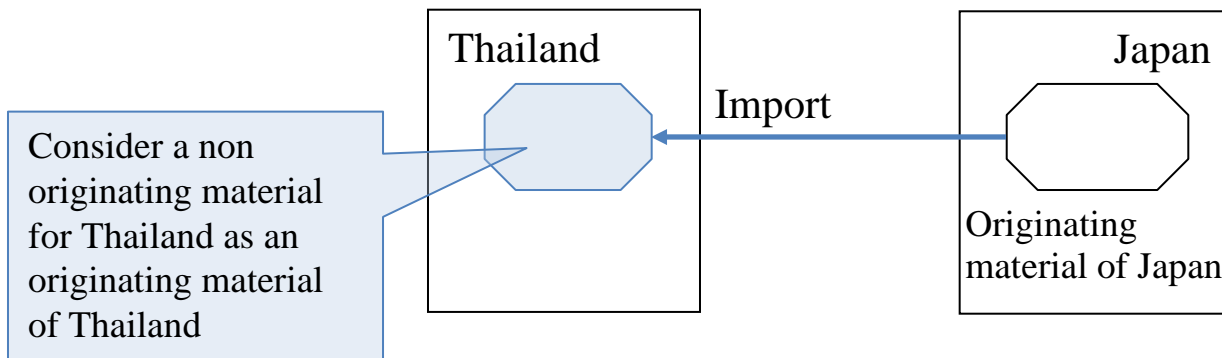 Thailand
Japan
Import
Consider a non
originating material
for Thailand as an
originating material
of Thailand
Originating
material of Japan